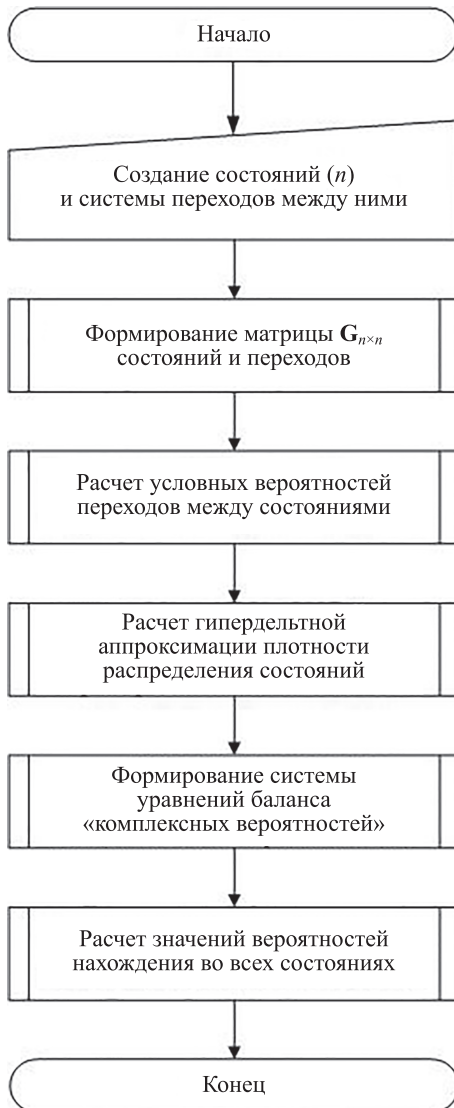 Начало
Создание состояний (n)
и системы переходов между ними
Формирование матрицы G n×n
состояний и переходов
Расчет условных вероятностей
переходов между состояниями
Расчет гипердельтной
аппроксимации плотности
распределения состояний
Формирование системы
уравнений баланса
«комплексных вероятностей»
Расчет значений вероятностей
нахождения во всех состояниях
Конец